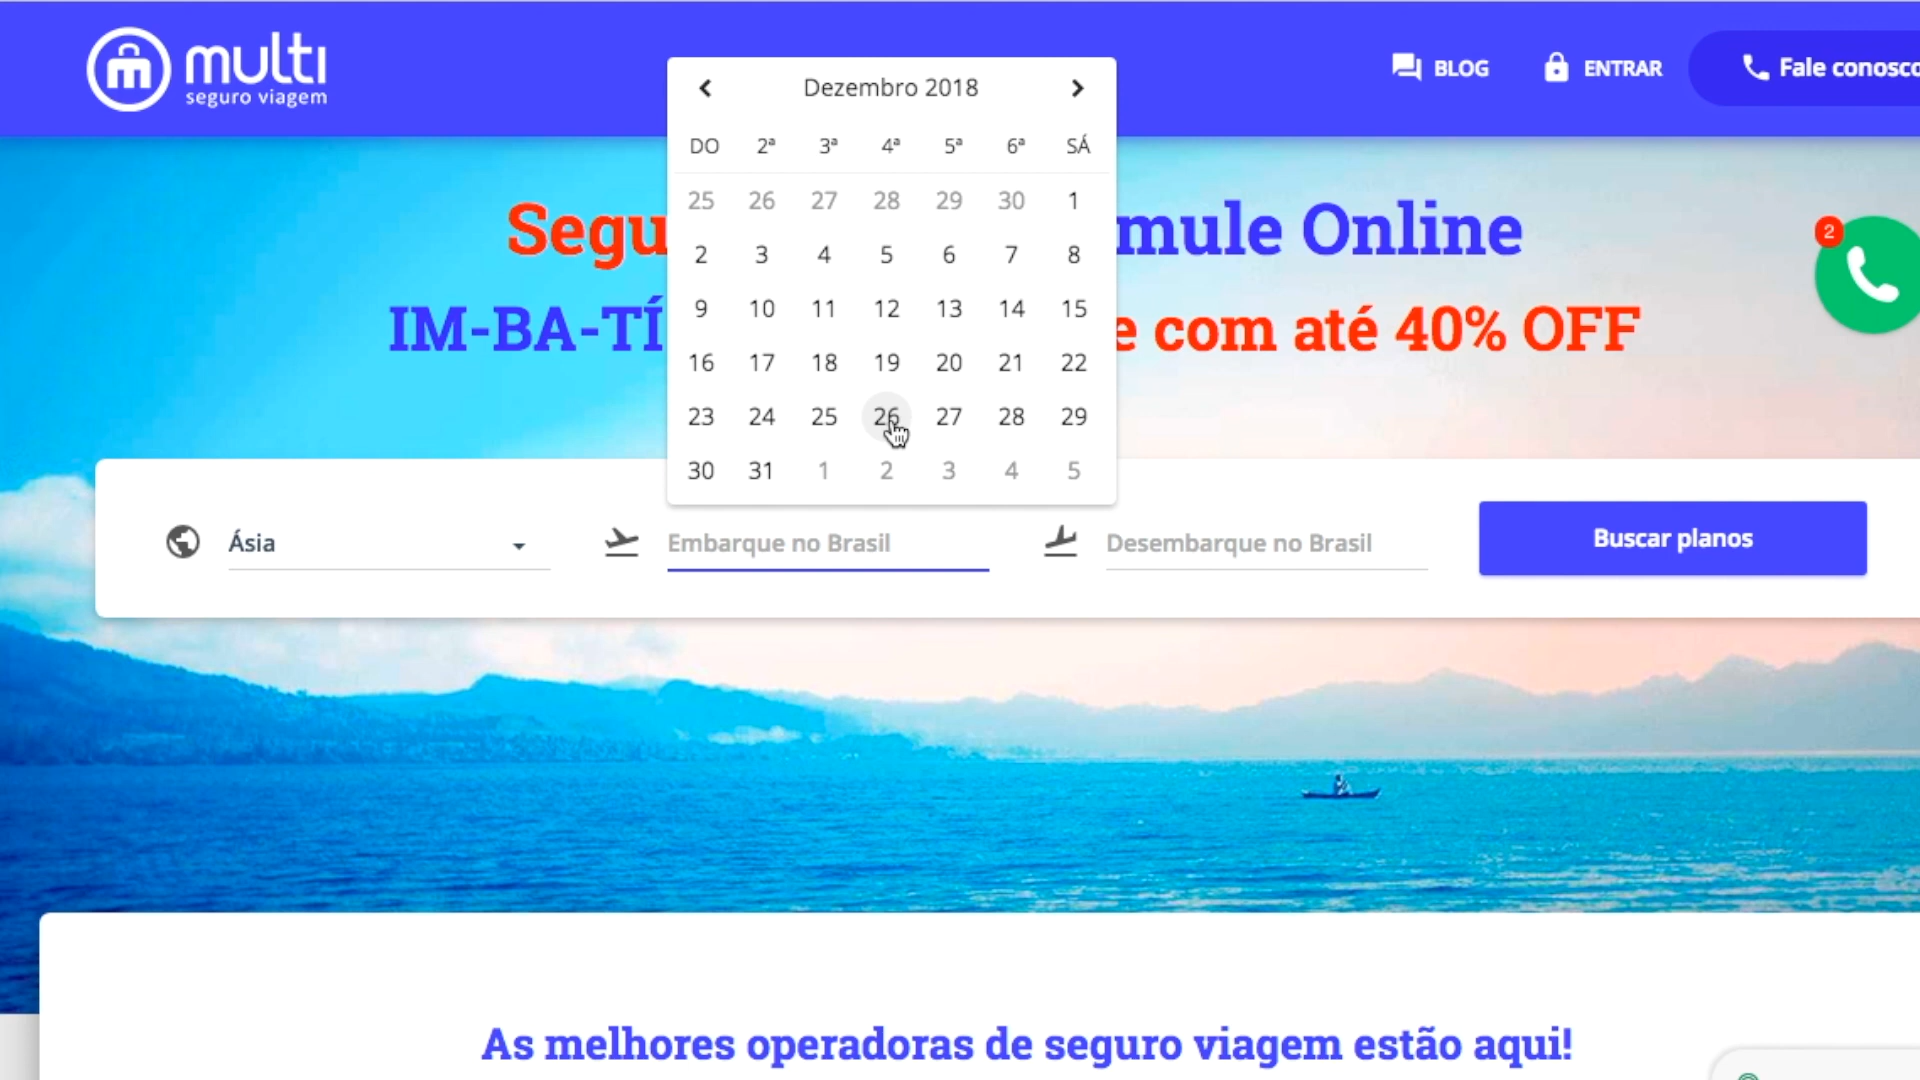 multi
seguro viagem
BLOG
ENTRAR
Fale conosco
Dezembro 2018
DO 2ª 3ª 4ª 5ª 6ª SÁ
25 26 27 28 29 30 1
2 3 4 5 6 7 8
9 10 11 12 13 14 15
16 17 18 19 20 21 22
23 24 25 26 27 28 29
30 31 1 2 3 4 5
Segu mule Online
2
IM-BA-TÍ e com até 40% OFF
Ásia
Embarque no Brasil
Desembarque no Brasil
Buscar planos
As melhores operadoras de seguro viagem estão aqui!